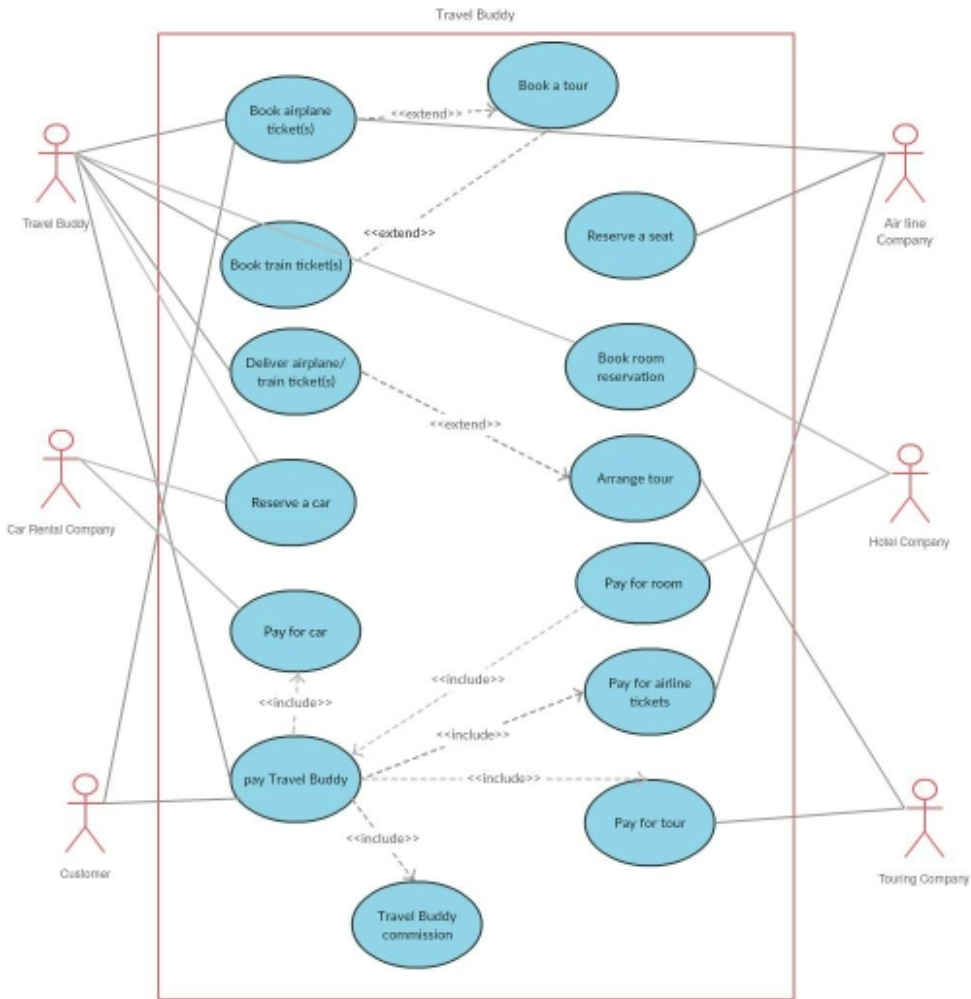 Travel Buddy
Book a tour
Book airplane
ticket(s)
<<extend>>
Travel Buddy
Air line
Company
<<extend>>
Reserve a seat
Book train ticket(s)
Deliver airplane/
train ticket(s)
Book room
reservation
<<extend>>
Arrange tour
Reserve a car
Car Rental Company
Hotel Company
Pay for room
Pay for car
<<include>>
Pay for airline
tickets
<<include>>
<<include>>
pay Travel Buddy
<<include>>
Pay for tour
<<include>>
Customer
Touring Company
Travel Buddy
commission